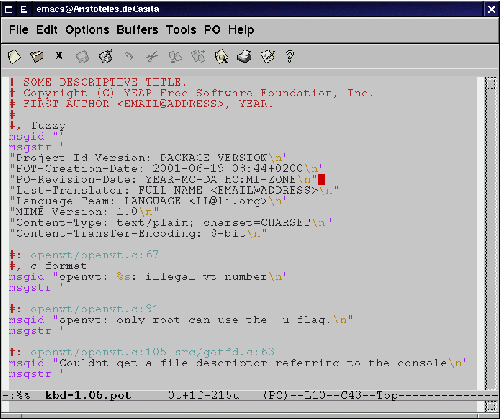 emacs@Aristoteles.deCasita
File Edit Options Buffers Tools PO Help
# SOME DESCRIPTIVE TITLE.
# Copyright (C) YEAR Free Software Foundation, Inc.
# FIRST AUTHOR <EMAIL@ADDRESS>, YEAR.
#
#, fuzzy
msgid ""
msgstr ""
"Project-Id-Version: PACKAGE VERSION\n"
"POT-Creation-Date: 2001-06-19 08:44+0200\n"
"PO-Revision-Date: YEAR-MO-DA HO:MI+ZONE\n"
"Last-Translator: FULL NAME <EMAIL@ADDRESS>\n"
"Language-Team: LANGUAGE <LL@li.org>\n"
"MIME-Version: 1.0\n"
"Content-Type: text/plain; charset=CHARSET\n"
"Content-Transfer-Encoding: 8-bit\n"
#: openvt/openvt.c:67
#, c-format
msgid "openvt: %s: illegal vt number\n"
msgstr ""
#: openvt/openvt.c:91
msgid "openvt: only root can use the -u flag.\n"
msgstr ""
#: openvt/openvt.c:105 src/getfd.c:63
msgid "Couldnt get a file descriptor referring to the console\n"
msgstr ""
-:%% kbd-1.06.pot 0t+1f-215u (PO)--L10--C43--Top